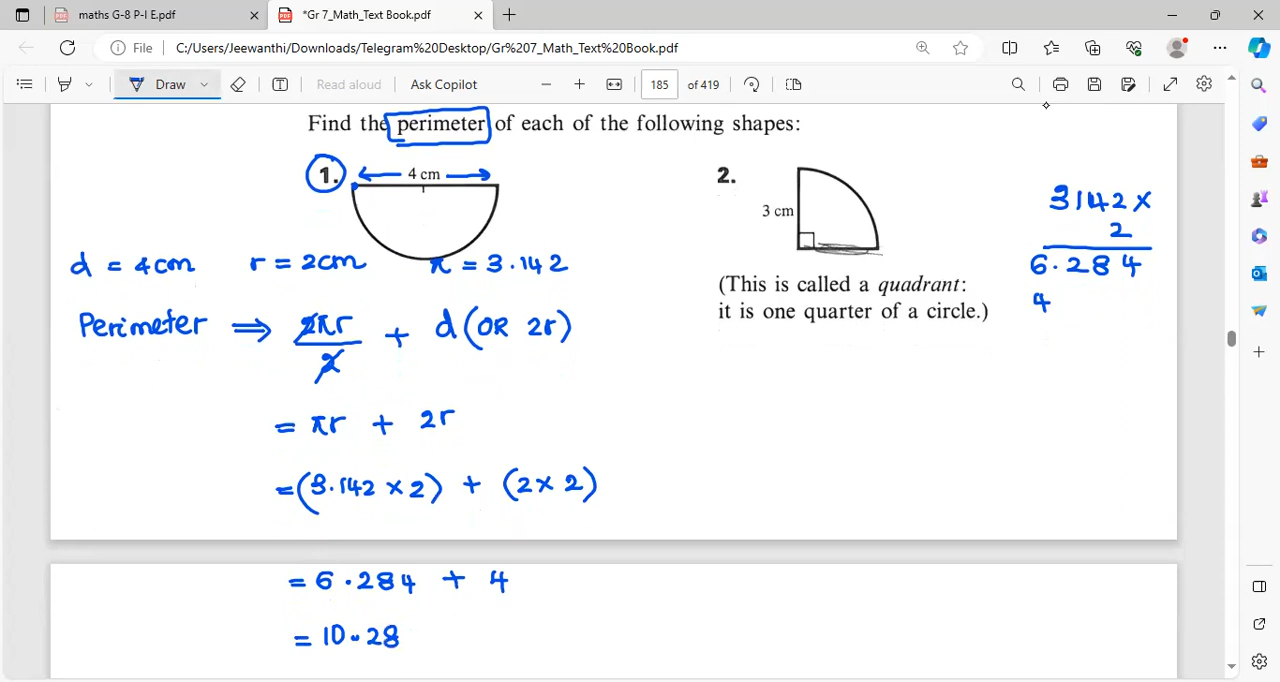 maths G-8 P-I E.pdf
*Gr 7_Math_Text Book.pdf
File
C:/Users/Jeewanthi/Downloads/Telegram%20Desktop/Gr%207_Math_Text%20Book.pdf
Draw
Read aloud
Ask Copilot
185 of 419
Find the perimeter of each of the following shapes:
1.
4 cm
d = 4cm r = 2cm π = 3.142
Perimeter ⇒ 2πr/2 + d (OR 2r)
= πr + 2r
= (3.142 × 2) + (2 × 2)
= 6.284 + 4
= 10.28
2.
3 cm
(This is called a quadrant:
it is one quarter of a circle.)
3142 ×
2
6.284
4